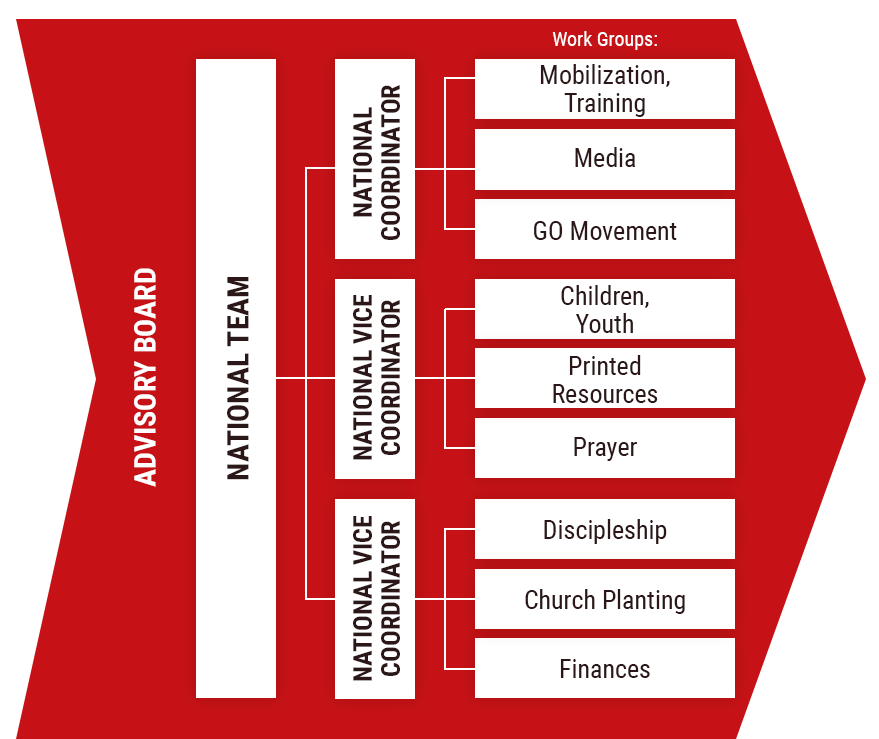 ADVISORY BOARD
NATIONAL TEAM
NATIONAL
COORDINATOR
Work Groups:
Mobilization,
Training
Media
GO Movement
NATIONAL VICE
COORDINATOR
Children,
Youth
Printed
Resources
Prayer
NATIONAL VICE
COORDINATOR
Discipleship
Church Planting
Finances